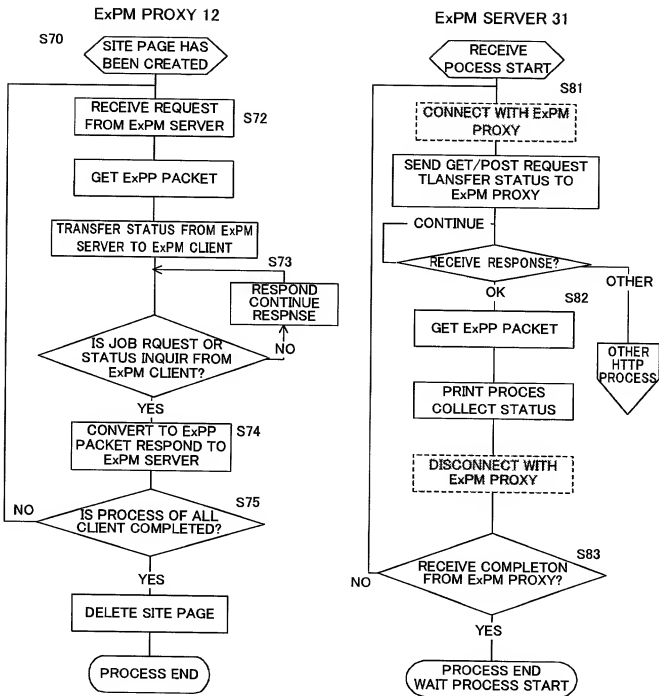 ExPM PROXY 12
S70
SITE PAGE HAS
BEEN CREATED
RECEIVE REQUEST
FROM ExPM SERVER
S72
GET ExPP PACKET
TRANSFER STATUS FROM ExPM
SERVER TO ExPM CLIENT
S73
RESPOND
CONTINUE
RESPNSE
IS JOB RQUEST OR
STATUS INQUIR FROM
ExPM CLIENT?
NO
YES
CONVERT TO ExPP
PACKET RESPOND TO
ExPM SERVER
S74
S75
IS PROCESS OF ALL
CLIENT COMPLETED?
NO
YES
DELETE SITE PAGE
PROCESS END
ExPM SERVER 31
RECEIVE
POCESS START
S81
CONNECT WITH ExPM
PROXY
SEND GET/POST REQUEST
TLANSFER STATUS TO
ExPM PROXY
CONTINUE
RECEIVE RESPONSE?
OTHER
OK
S82
GET ExPP PACKET
OTHER
HTTP
PROCESS
PRINT PROCES
COLLECT STATUS
DISCONNECT WITH
ExPM PROXY
S83
RECEIVE COMPLETON
FROM ExPM PROXY?
NO
YES
PROCESS END
WAIT PROCESS START